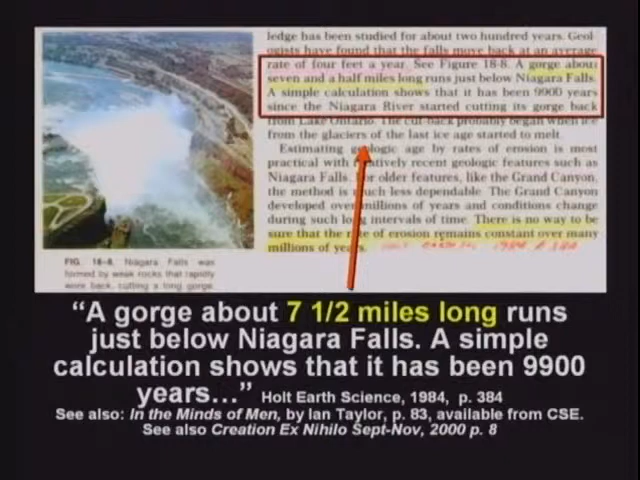 ledge has been studied for about two hundred years. Geol-
ogists have found that the falls move back at an average
rate of four feet a year. See Figure 18-8. A gorge about
seven and a half miles long runs just below Niagara Falls.
A simple calculation shows that it has been 9900 years
since the Niagara River started cutting its gorge back
from Lake Ontario. The cut-back probably began when ice
from the glaciers of the last ice age started to melt.
Estimating geologic age by rates of erosion is most
practical with relatively recent geologic features such as
Niagara Falls. For older features, like the Grand Canyon,
the method is much less dependable. The Grand Canyon
developed over millions of years and conditions change
during such long intervals of time. There is no way to be
sure that the rate of erosion remains constant over many
millions of years.
FIG. 18-8. Niagara Falls was
formed by weak rocks that rapidly
wore back, cutting a long gorge.
“A gorge about 7 1/2 miles long runs
just below Niagara Falls. A simple
calculation shows that it has been 9900
years…” Holt Earth Science, 1984, p. 384
See also: In the Minds of Men, by Ian Taylor, p. 83, available from CSE.
See also Creation Ex Nihilo Sept-Nov, 2000 p. 8